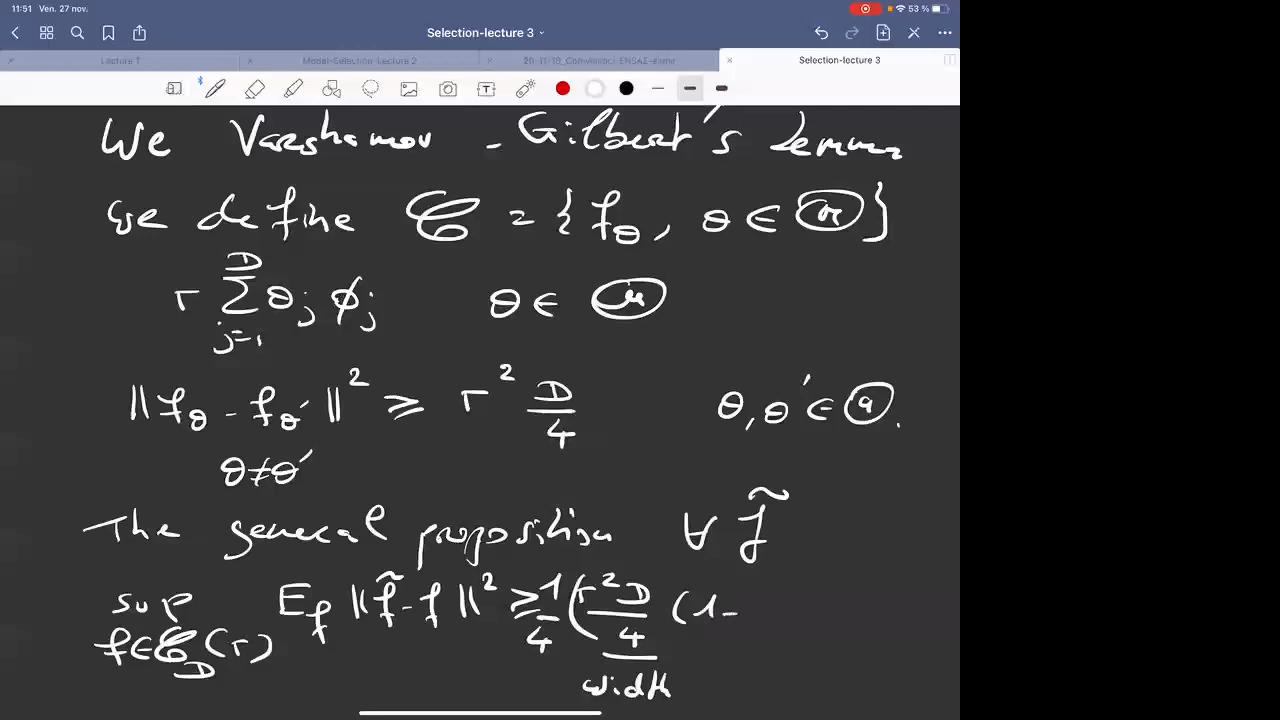 11:51 Ven. 27 nov. 53 %
Selection-lecture 3
Lecture 1 Model-Selection-Lecture 2 Selection-lecture 3
We Varshamov - Gilbert's Lemma
we define 𝒞 = {f_θ, θ ∈ Θ}
r ∑_{j=1}^{D} θ_j ϕ_j θ ∈ Θ
‖f_θ - f_θ'‖² ≥ r² D/4 θ, θ' ∈ Θ.
θ ≠ θ'
The general proposition ∀ f̃
sup_{f ∈ 𝒞_D(r)} E_f ‖f̃ - f‖² ≥ 1/4 (r² D/4 (1-
width